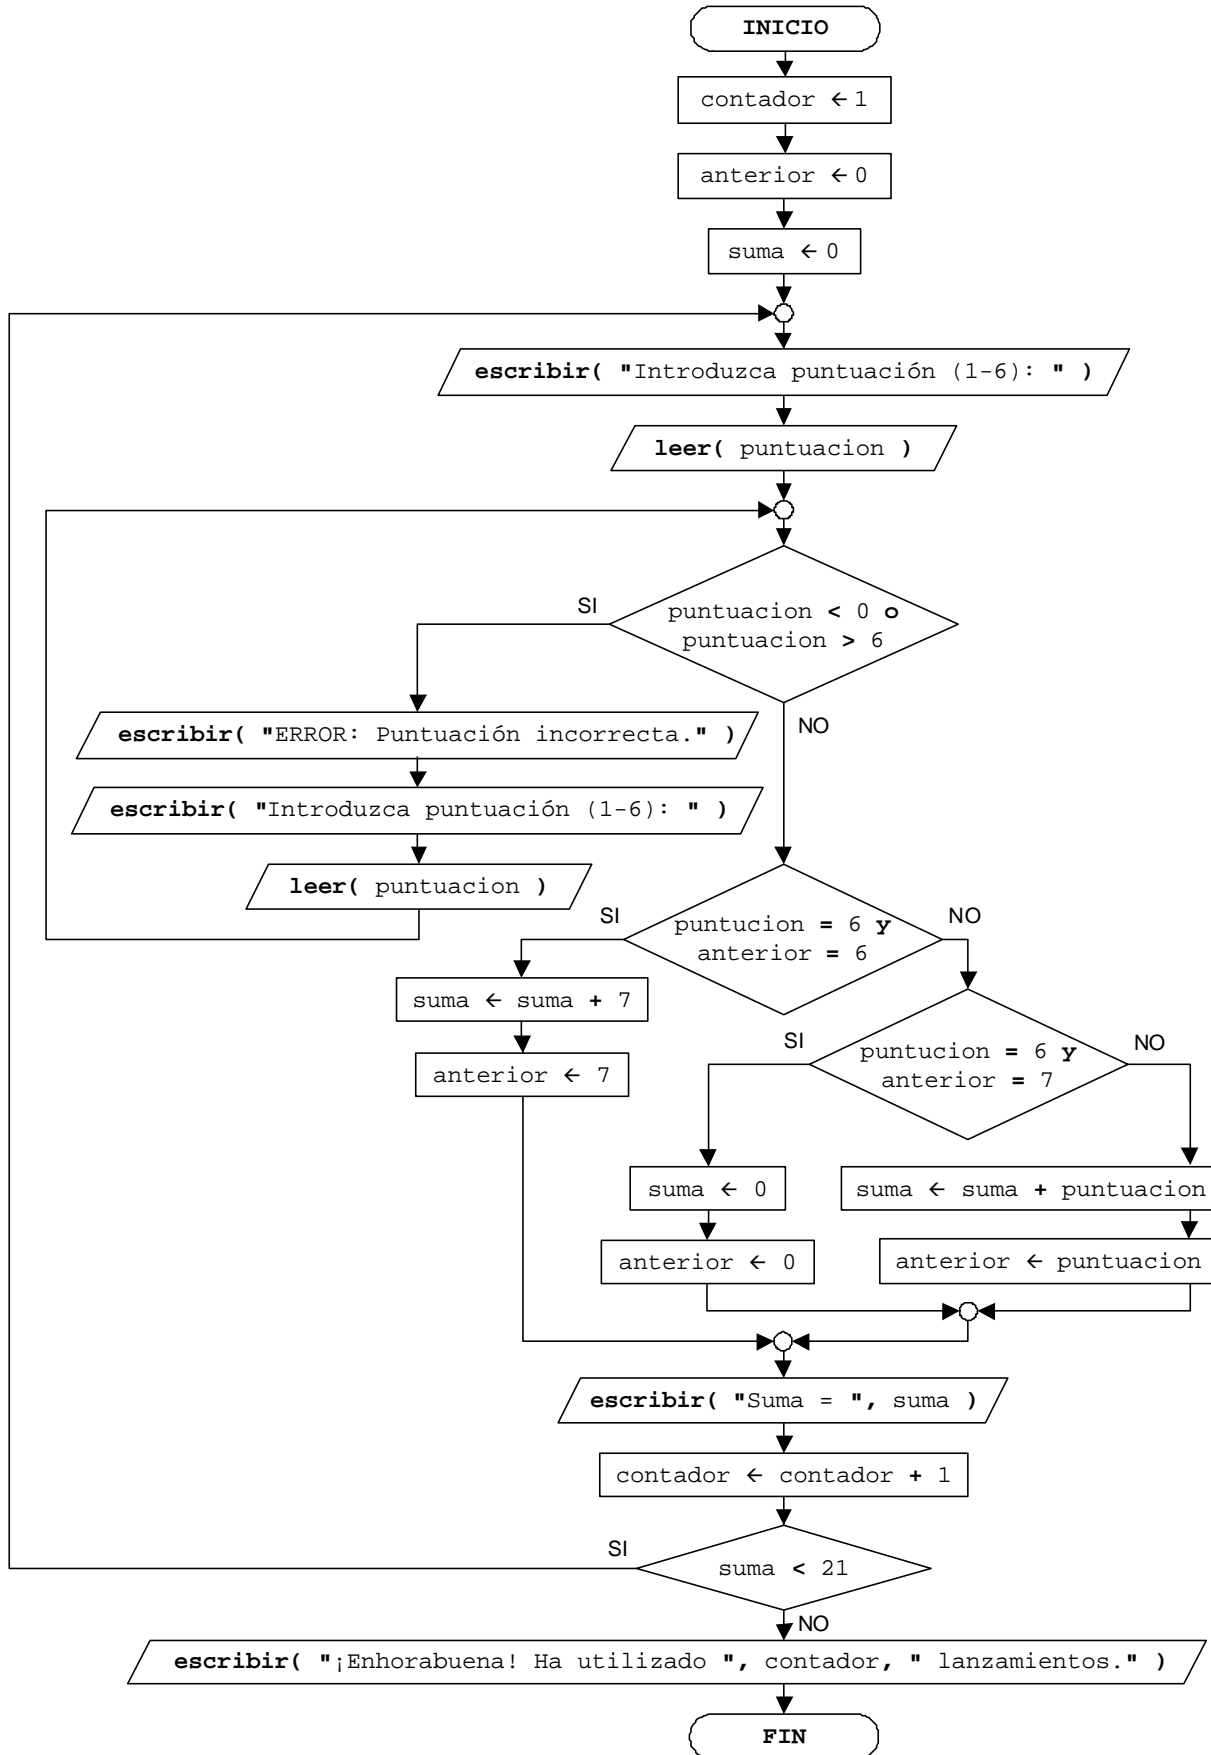 INICIO
contador ← 1
anterior ← 0
suma ← 0
escribir( "Introduzca puntuación (1-6): " )
leer( puntuacion )
SI
puntuacion < 0 o
puntuacion > 6
NO
escribir( "ERROR: Puntuación incorrecta." )
escribir( "Introduzca puntuación (1-6): " )
leer( puntuacion )
SI
puntucion = 6 y
anterior = 6
NO
suma ← suma + 7
anterior ← 7
SI
puntucion = 6 y
anterior = 7
NO
suma ← 0
anterior ← 0
suma ← suma + puntuacion
anterior ← puntuacion
escribir( "Suma = ", suma )
contador ← contador + 1
SI
suma < 21
NO
escribir( "¡Enhorabuena! Ha utilizado ", contador, " lanzamientos." )
FIN